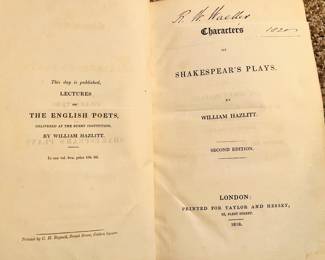 This day is published,
LECTURES
ON
THE ENGLISH POETS,
DELIVERED AT THE SURREY INSTITUTION,
BY WILLIAM HAZLITT.
In one vol. 8vo. price 10s. 6d.
Printed by C. H. Reynell, Broad Street, Golden Square.
R. W. Waller
1820
Characters
OF
SHAKESPEAR'S PLAYS.
BY
WILLIAM HAZLITT.
SECOND EDITION.
LONDON:
PRINTED FOR TAYLOR AND HESSEY,
93, FLEET STREET.
1818.